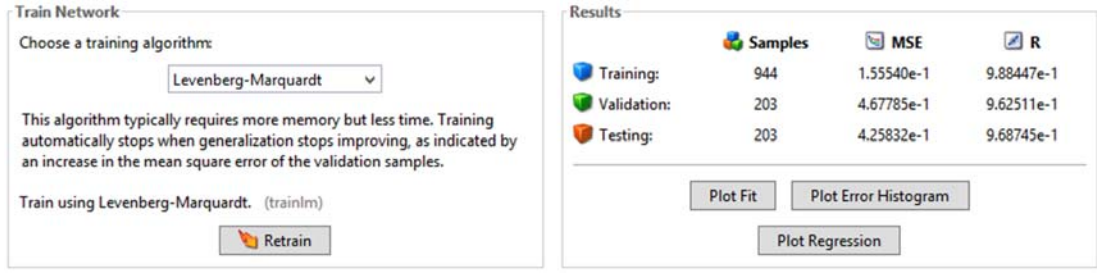 Train Network
Choose a training algorithm:
Levenberg-Marquardt
This algorithm typically requires more memory but less time. Training
automatically stops when generalization stops improving, as indicated by
an increase in the mean square error of the validation samples.
Train using Levenberg-Marquardt. (trainlm)
Retrain
Results
Samples MSE R
Training: 944 1.55540e-1 9.88447e-1
Validation: 203 4.67785e-1 9.62511e-1
Testing: 203 4.25832e-1 9.68745e-1
Plot Fit Plot Error Histogram
Plot Regression